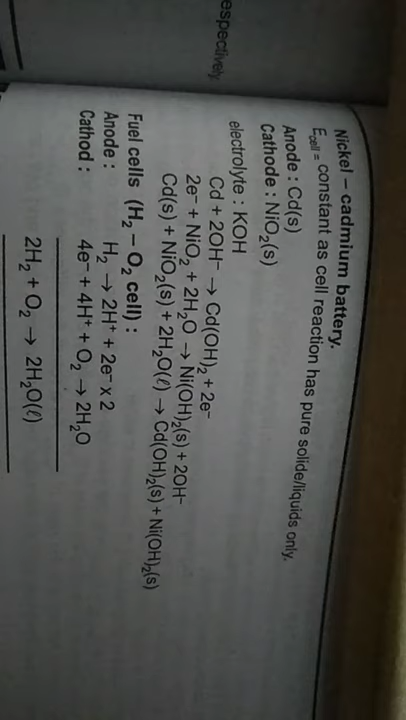 espectively.
Nickel – cadmium battery.
E_cell = constant as cell reaction has pure solide/liquids only.
Anode : Cd(s)
Cathode : NiO₂(s)
electrolyte : KOH
Cd + 2OH⁻ → Cd(OH)₂ + 2e⁻
2e⁻ + NiO₂ + 2H₂O → Ni(OH)₂(s) + 2OH⁻
Cd(s) + NiO₂(s) + 2H₂O(ℓ) → Cd(OH)₂(s) + Ni(OH)₂(s)
Fuel cells (H₂ – O₂ cell) :
Anode : H₂ → 2H⁺ + 2e⁻ x 2
Cathod : 4e⁻ + 4H⁺ + O₂ → 2H₂O
2H₂ + O₂ → 2H₂O(ℓ)